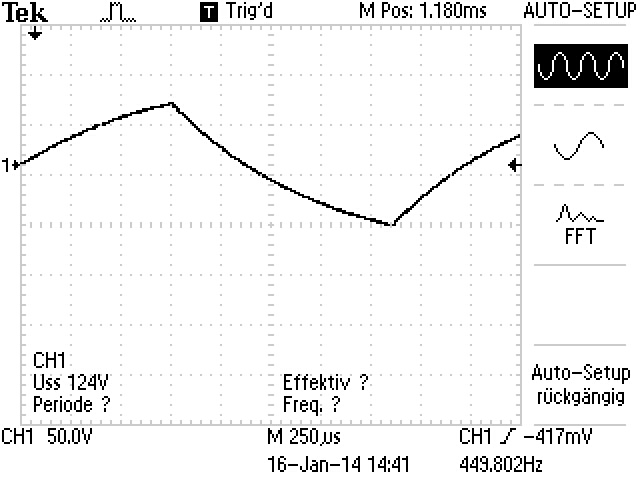 Tek T Trig'd M Pos: 1.180ms AUTO-SETUP
1
FFT
CH1
Uss 124V Effektiv ?
Periode ? Freq. ?
Auto-Setup
rückgängig
CH1 50.0V M 250µs CH1 -417mV
16-Jan-14 14:41 449.802Hz